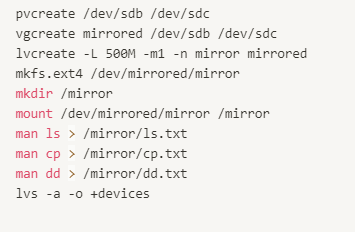 pvcreate /dev/sdb /dev/sdc
vgcreate mirrored /dev/sdb /dev/sdc
lvcreate -L 500M -m1 -n mirror mirrored
mkfs.ext4 /dev/mirrored/mirror
mkdir /mirror
mount /dev/mirrored/mirror /mirror
man ls > /mirror/ls.txt
man cp > /mirror/cp.txt
man dd > /mirror/dd.txt
lvs -a -o +devices